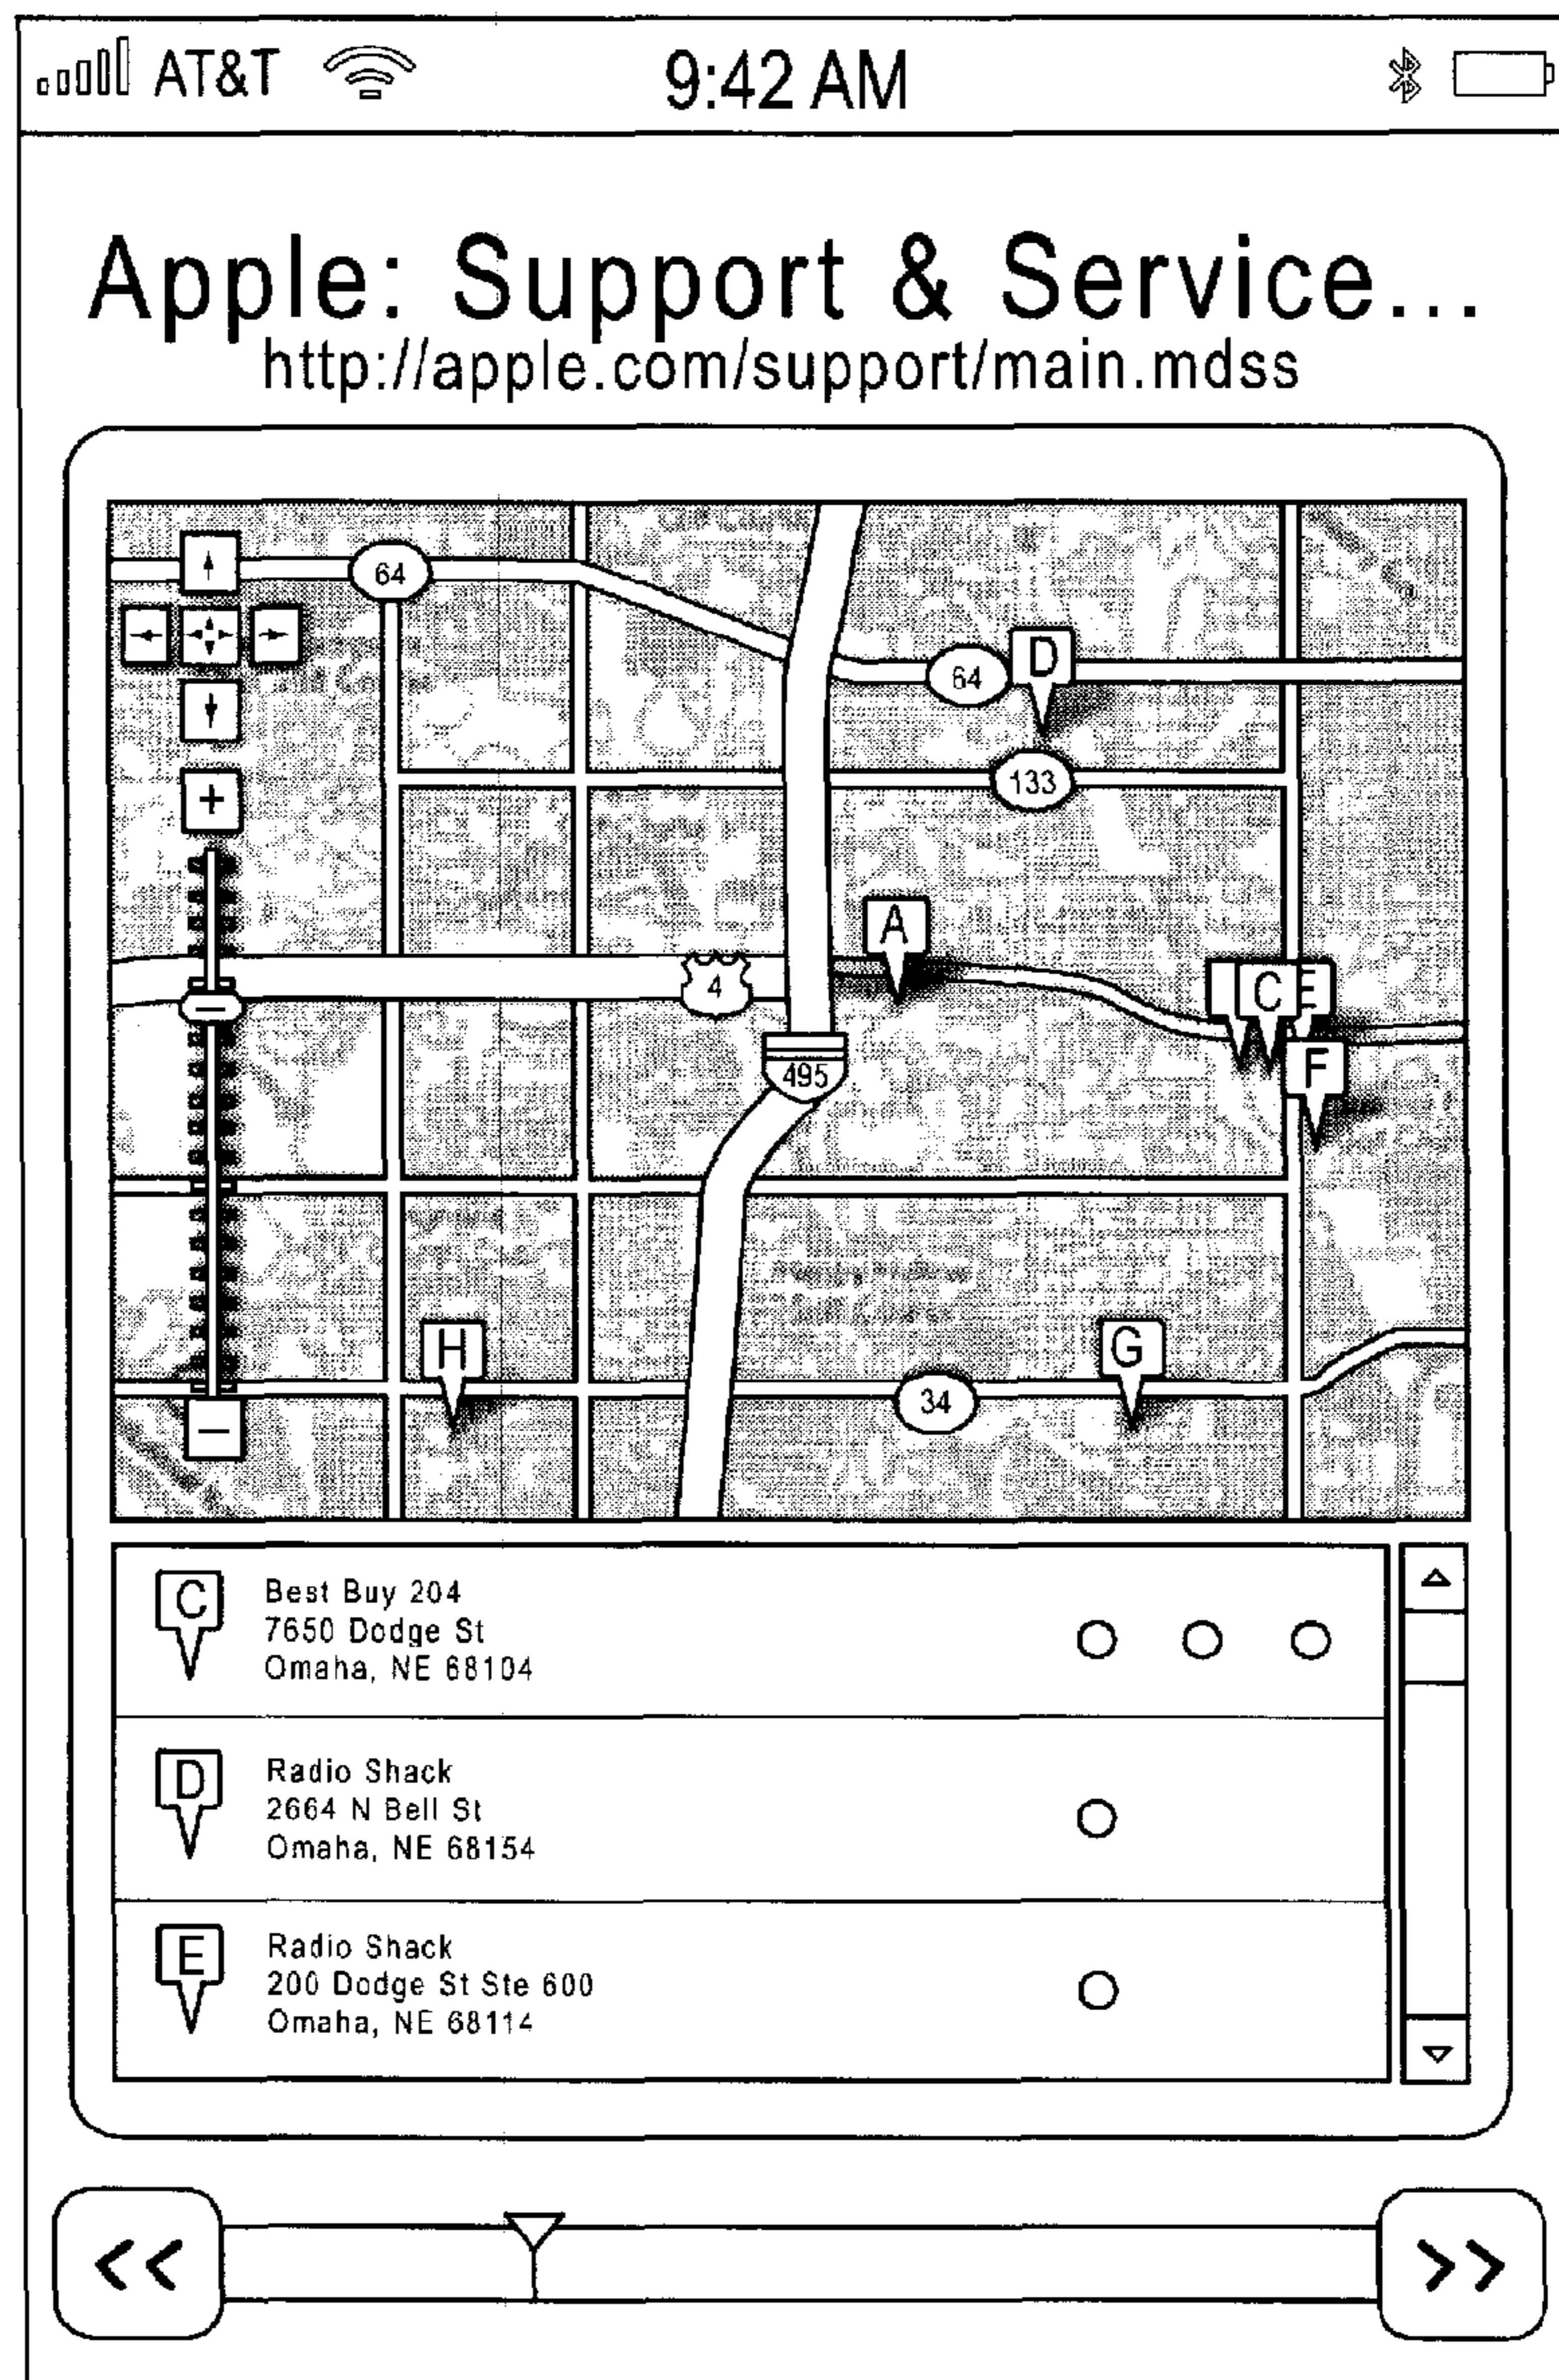 AT&T 9:42 AM
Apple: Support & Service...
http://apple.com/support/main.mdss
64
64
D
133
+
A
4
C E
495
F
H
G
34
−
C
Best Buy 204
7650 Dodge St
Omaha, NE 68104
D
Radio Shack
2664 N Bell St
Omaha, NE 68154
E
Radio Shack
200 Dodge St Ste 600
Omaha, NE 68114
<< >>